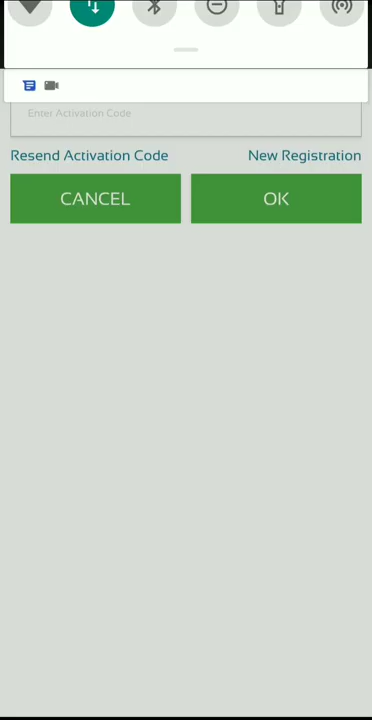 Enter Activation Code
Resend Activation Code New Registration
CANCEL OK